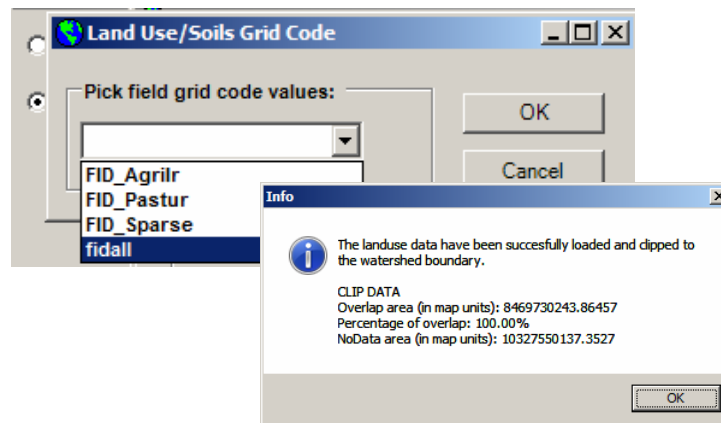 Land Use/Soils Grid Code
Pick field grid code values:
OK
Cancel
FID_Agrilr
FID_Pastur
FID_Sparse
fidall
Info
The landuse data have been succesfully loaded and clipped to
the watershed boundary.
CLIP DATA
Overlap area (in map units): 8469730243.86457
Percentage of overlap: 100.00%
NoData area (in map units): 10327550137.3527
OK